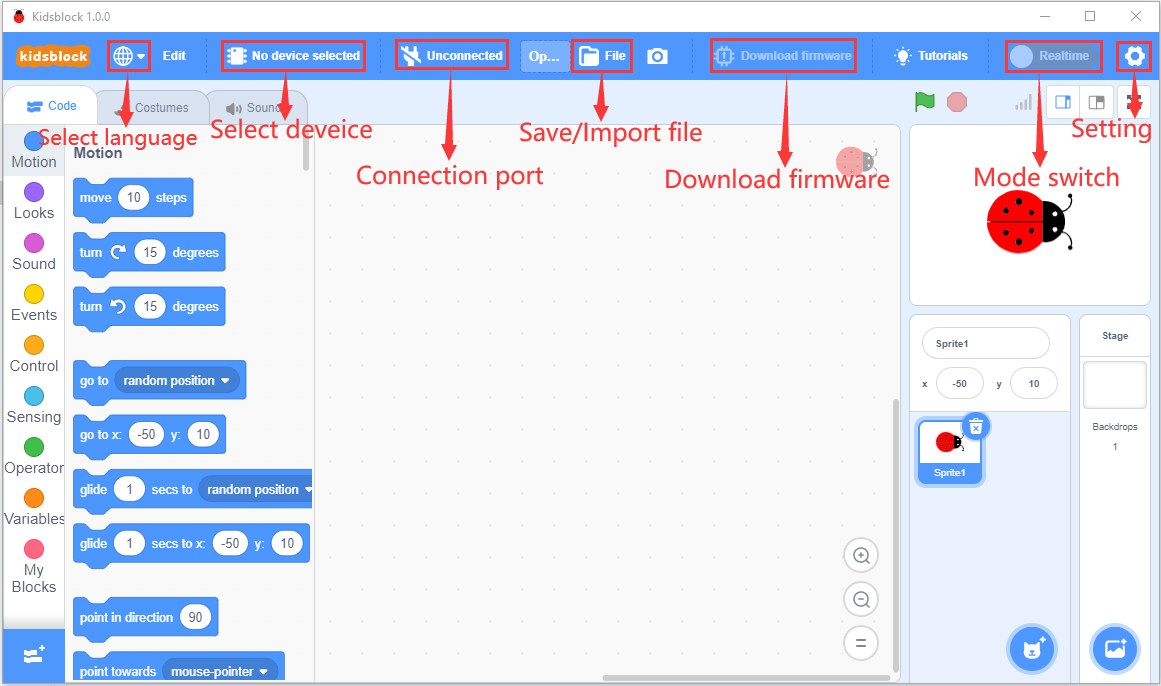 Kidsblock 1.0.0
kidsblock
Edit
No device selected
Unconnected
Op...
File
Download firmware
Tutorials
Realtime
Code
Costumes
Select language
Select deveice
Connection port
Save/Import file
Download firmware
Mode switch
Setting
Motion
Looks
Sound
Events
Control
Sensing
Operator
Variables
My
Blocks
Motion
move 10 steps
turn 15 degrees
turn 15 degrees
go to random position
go to x: -50 y: 10
glide 1 secs to random position
glide 1 secs to x: -50 y: 10
point in direction 90
point towards mouse-pointer
Sprite1
x -50 y 10
Sprite1
Stage
Backdrops
1